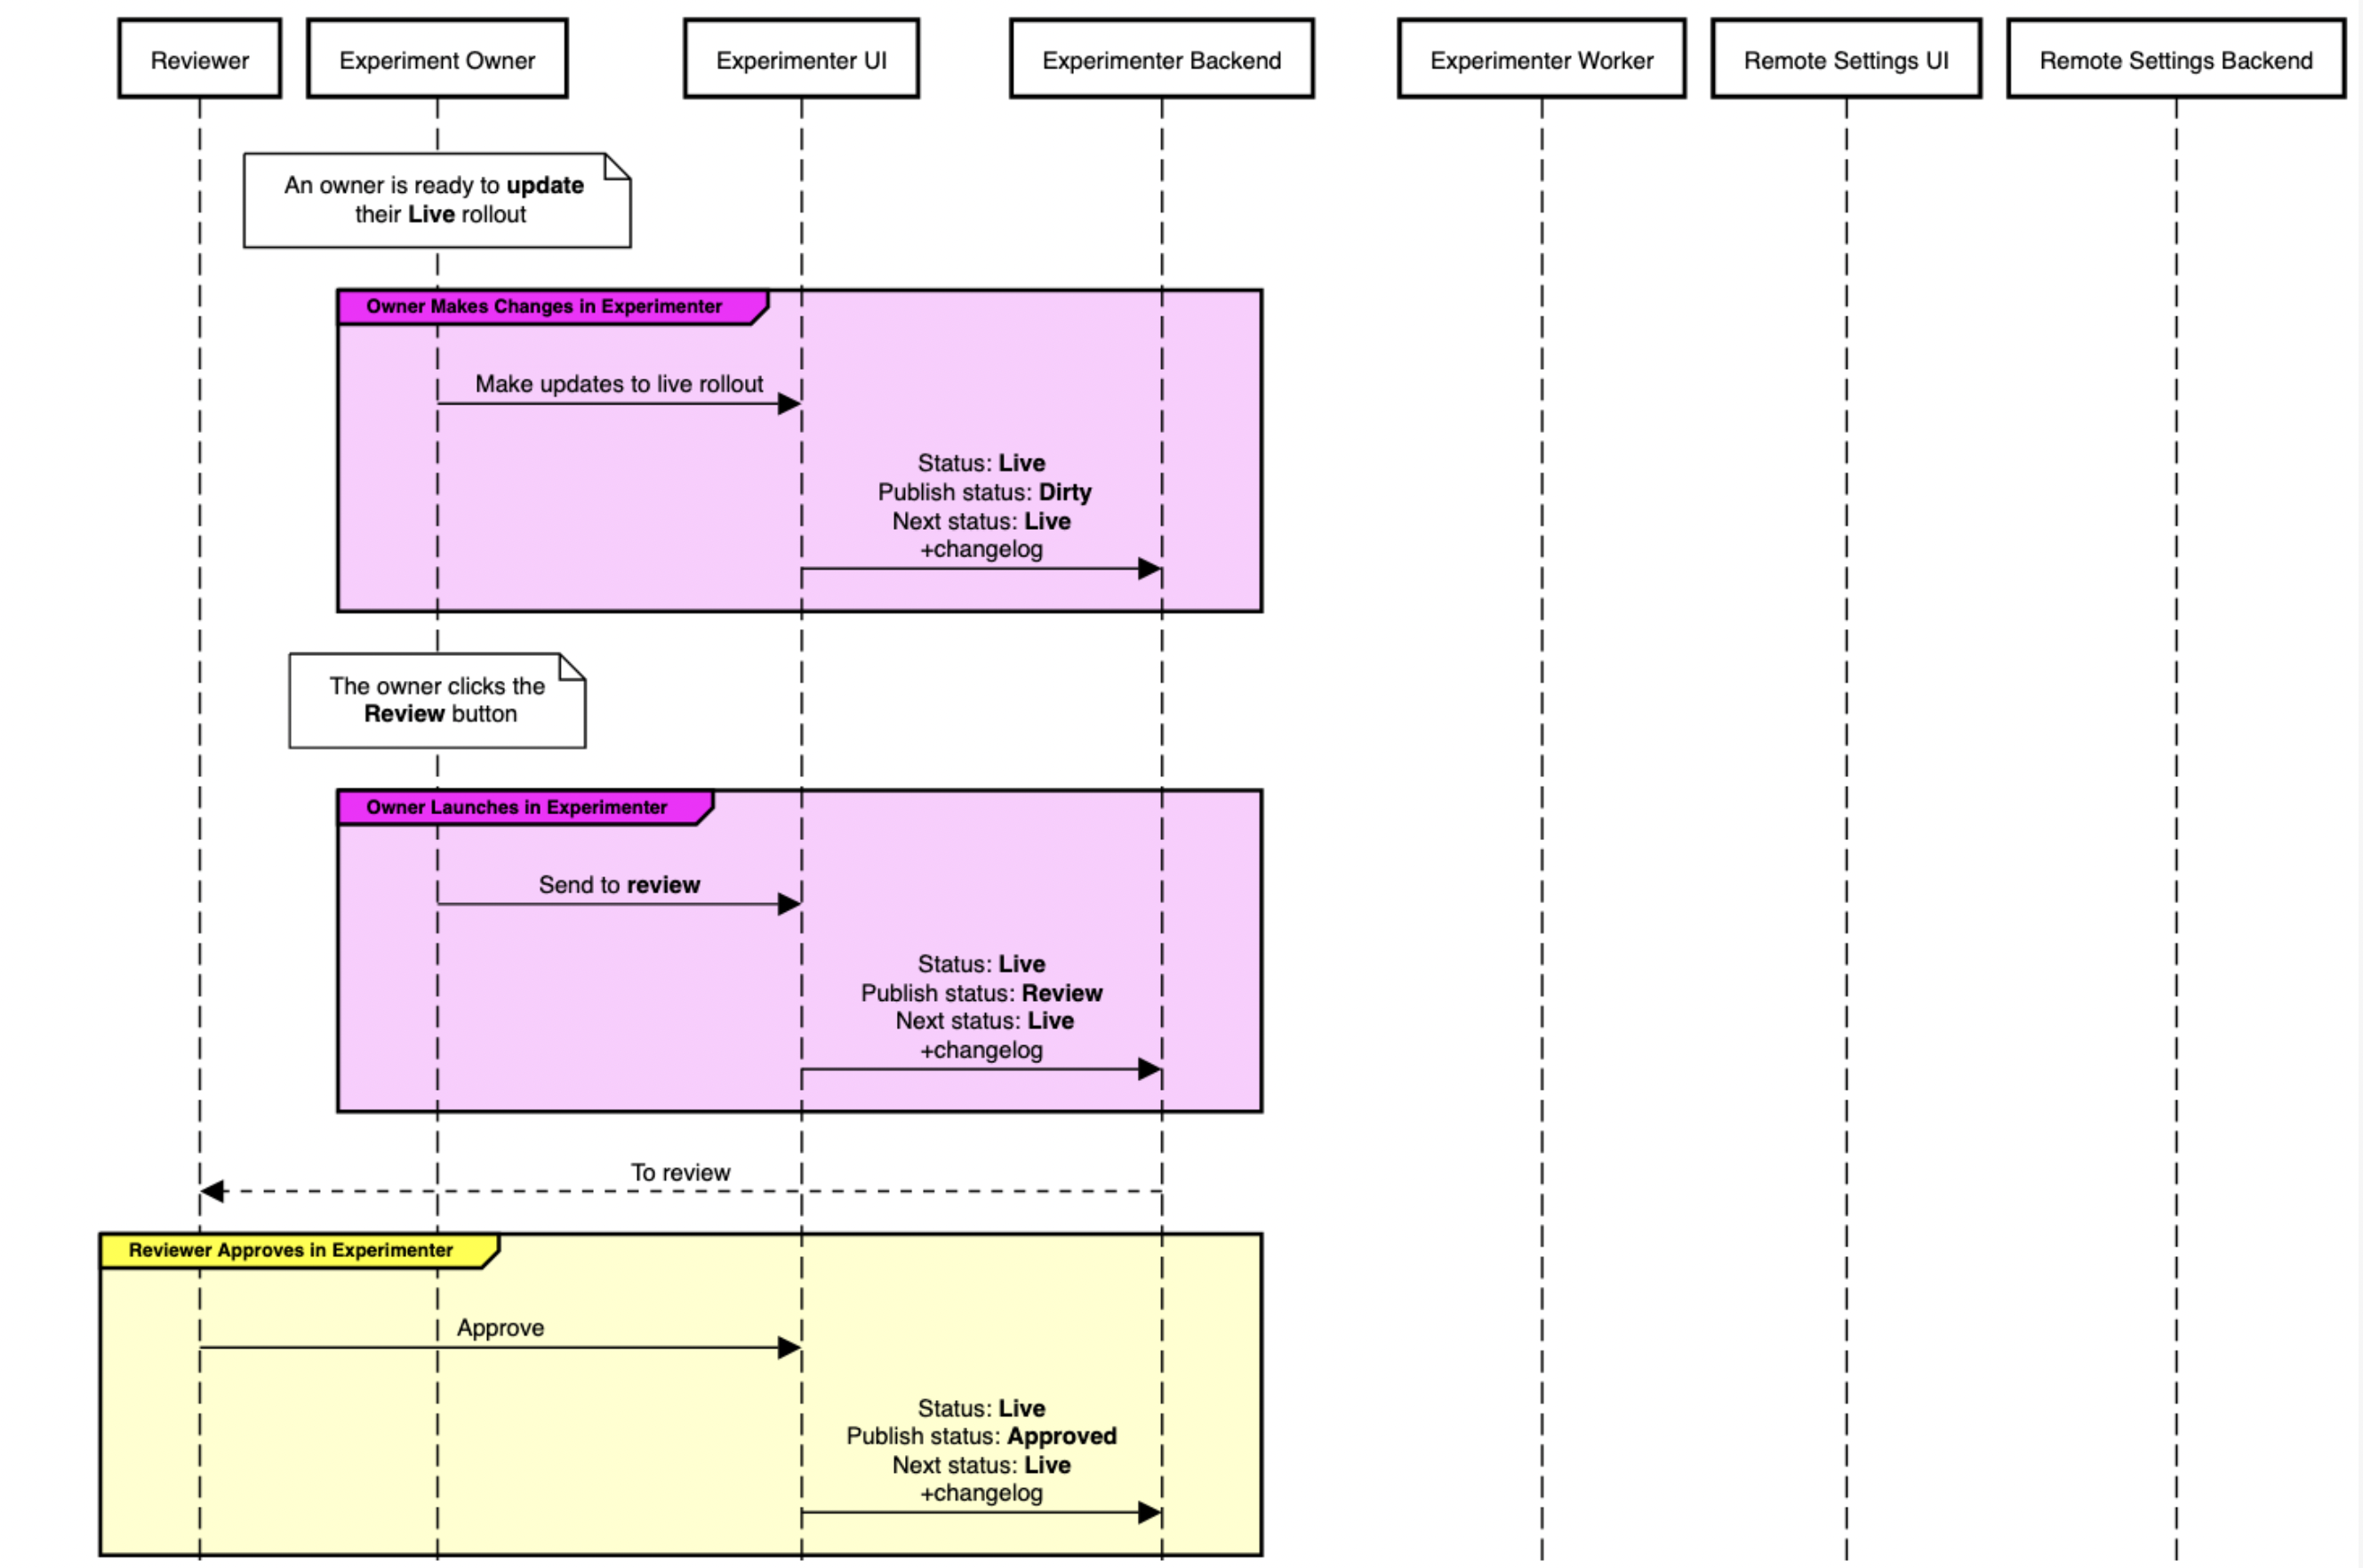 Reviewer
Experiment Owner
Experimenter UI
Experimenter Backend
Experimenter Worker
Remote Settings UI
Remote Settings Backend
An owner is ready to update
their Live rollout
Owner Makes Changes in Experimenter
Make updates to live rollout
Status: Live
Publish status: Dirty
Next status: Live
+changelog
The owner clicks the
Review button
Owner Launches in Experimenter
Send to review
Status: Live
Publish status: Review
Next status: Live
+changelog
To review
Reviewer Approves in Experimenter
Approve
Status: Live
Publish status: Approved
Next status: Live
+changelog